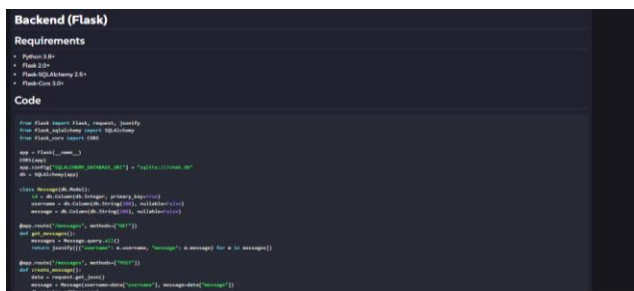 Backend (Flask)
Requirements
• Python 3.8+
• Flask 2.0+
• Flask-SQLAlchemy 2.5+
• Flask-Cors 3.0+
Code
from flask import Flask, request, jsonify
from flask_sqlalchemy import SQLAlchemy
from flask_cors import CORS
app = Flask(__name__)
CORS(app)
app.config["SQLALCHEMY_DATABASE_URI"] = "sqlite:///chat.db"
db = SQLAlchemy(app)
class Message(db.Model):
id = db.Column(db.Integer, primary_key=True)
username = db.Column(db.String(100), nullable=False)
message = db.Column(db.String(200), nullable=False)
@app.route("/messages", methods=["GET"])
def get_messages():
messages = Message.query.all()
return jsonify([{"username": m.username, "message": m.message} for m in messages])
@app.route("/messages", methods=["POST"])
def create_message():
data = request.get_json()
message = Message(username=data["username"], message=data["message"])